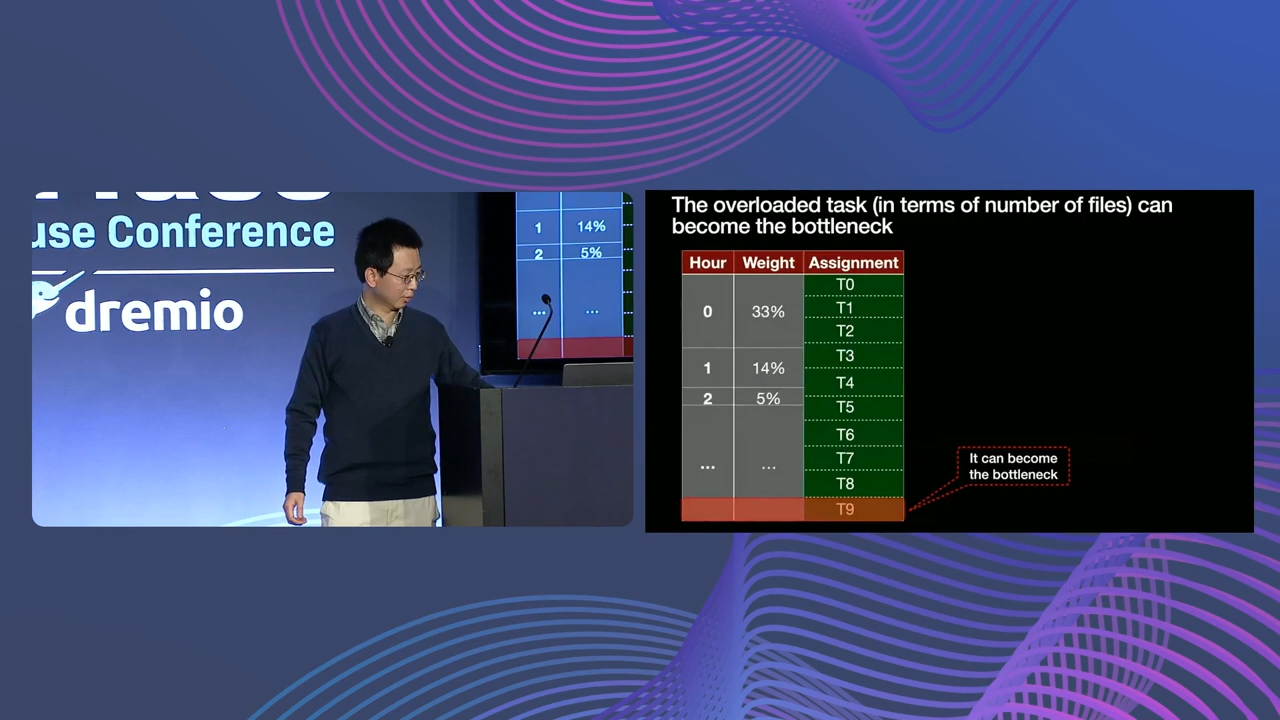 use Conference
dremio
1 14%
2 5%
... ...
The overloaded task (in terms of number of files) can
become the bottleneck
Hour Weight Assignment
T0
0 33% T1
T2
T3
1 14%
T4
2 5%
T5
T6
... ... T7
T8
T9
It can become
the bottleneck